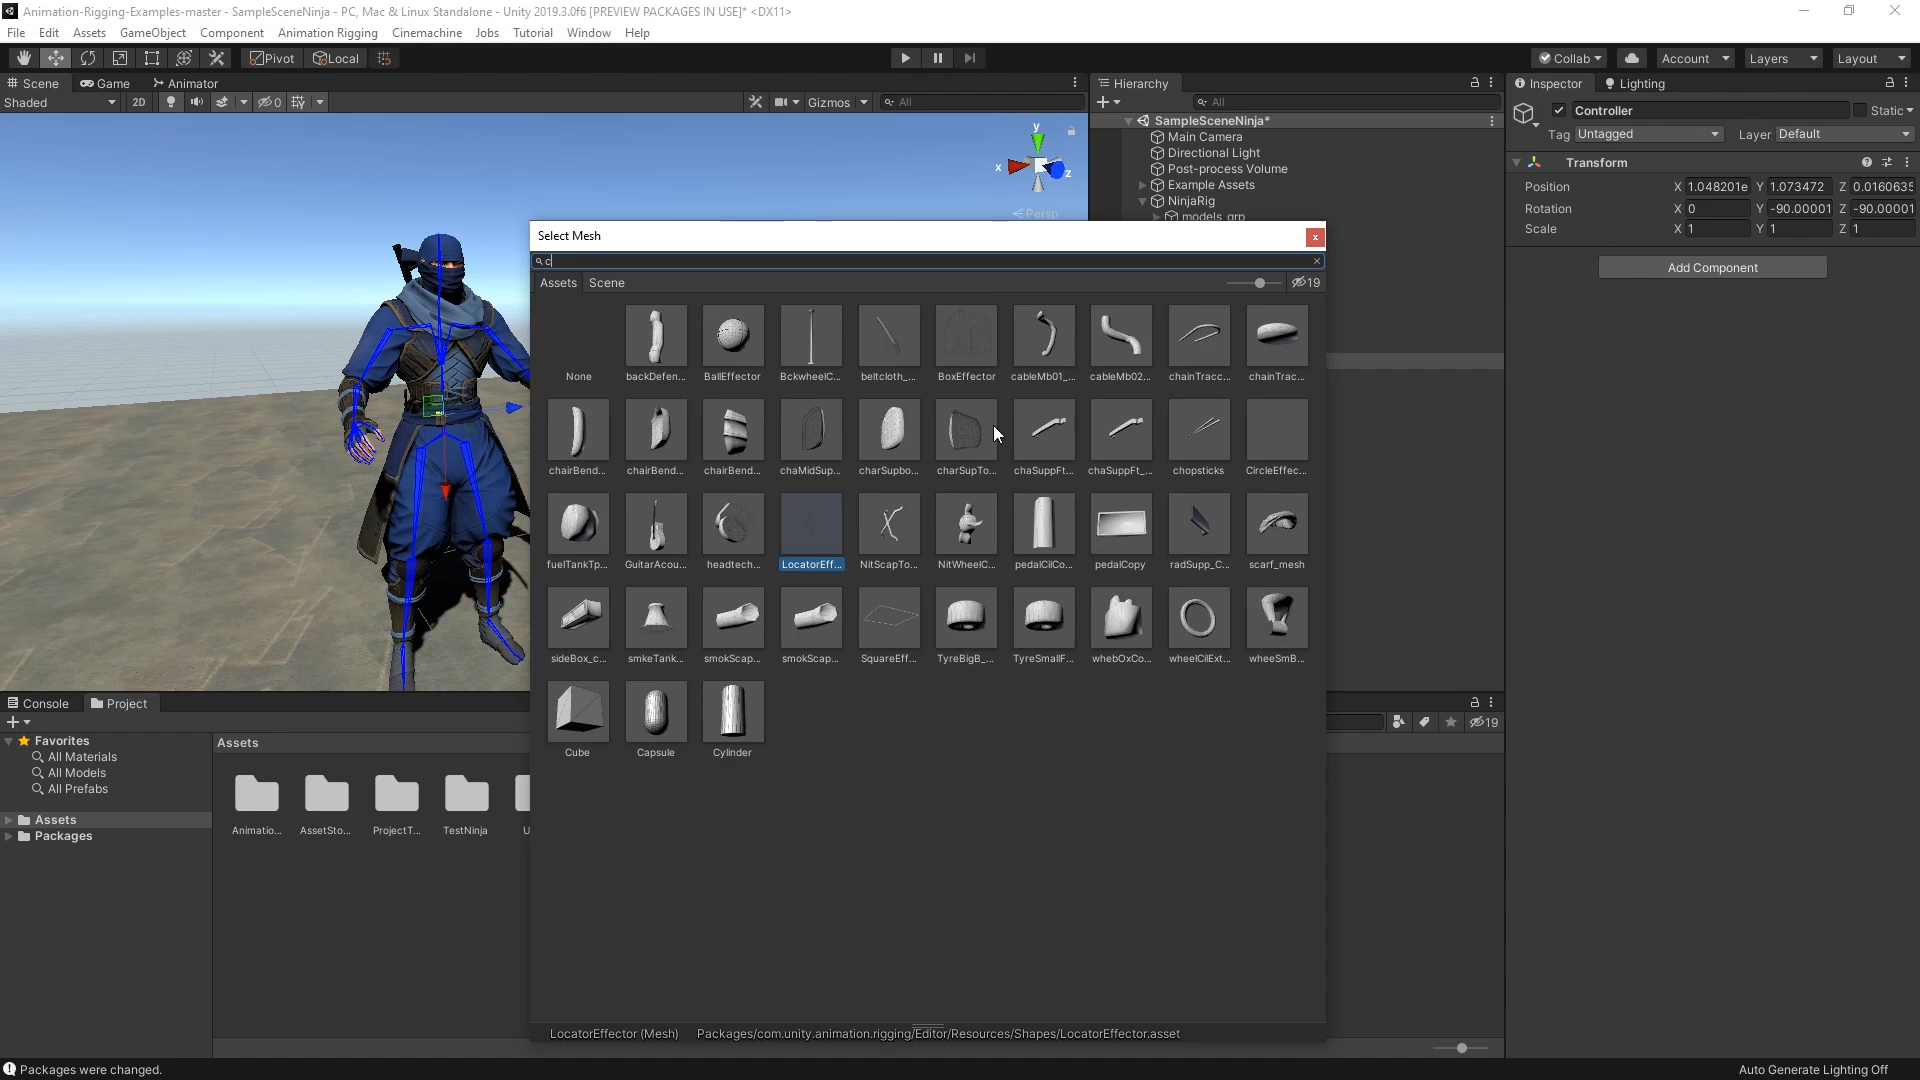 Animation-Rigging-Examples-master - SampleSceneNinja - PC, Mac & Linux Standalone - Unity 2019.3.0f6 [PREVIEW PACKAGES IN USE]* <DX11>
File Edit Assets GameObject Component Animation Rigging Cinemachine Jobs Tutorial Window Help
Pivot Local Collab Account Layers Layout
Scene Game Animator
Shaded 2D 0 Gizmos All
y
x
z
Persp
Hierarchy
All
SampleSceneNinja*
Main Camera
Directional Light
Post-process Volume
Example Assets
NinjaRig
models_grp
Inspector Lighting
Controller Static
Tag Untagged Layer Default
Transform
Position X 1.048201e Y 1.073472 Z 0.0160635
Rotation X 0 Y -90.00001 Z -90.00001
Scale X 1 Y 1 Z 1
Add Component
Select Mesh
x
c
Assets Scene 19
None backDefen... BallEffector BckwheelC... beltcloth_... BoxEffector cableMb01_... cableMb02... chainTracc... chainTrac...
chairBend... chairBend... chairBend... chaMidSup... charSupbo... charSupTo... chaSuppFt... chaSuppFt_... chopsticks CircleEffec...
fuelTankTp... GuitarAcou... headtech... LocatorEff... NitScapTo... NitWheelC... pedalCilCo... pedalCopy radSupp_C... scarf_mesh
sideBox_c... smkeTank... smokScap... smokScap... SquareEff... TyreBigB_... TyreSmallF... whebOxCo... wheelCilExt... wheeSmB...
Cube Capsule Cylinder
LocatorEffector (Mesh) Packages/com.unity.animation.rigging/Editor/Resources/Shapes/LocatorEffector.asset
Console Project
19
Favorites
All Materials
All Models
All Prefabs
Assets
Packages
Assets
Animatio... AssetSto... ProjectT... TestNinja U
Packages were changed.
Auto Generate Lighting Off